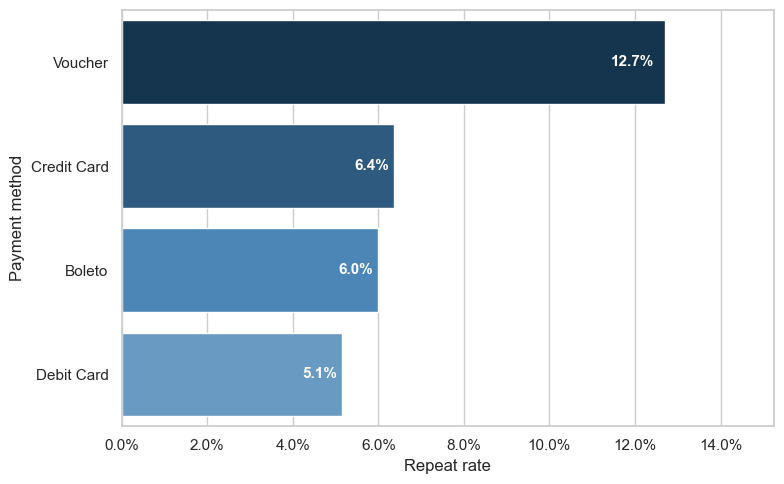 Voucher
12.7%
Credit Card
6.4%
Boleto
6.0%
Debit Card
5.1%
Payment method
0.0% 2.0% 4.0% 6.0% 8.0% 10.0% 12.0% 14.0%
Repeat rate